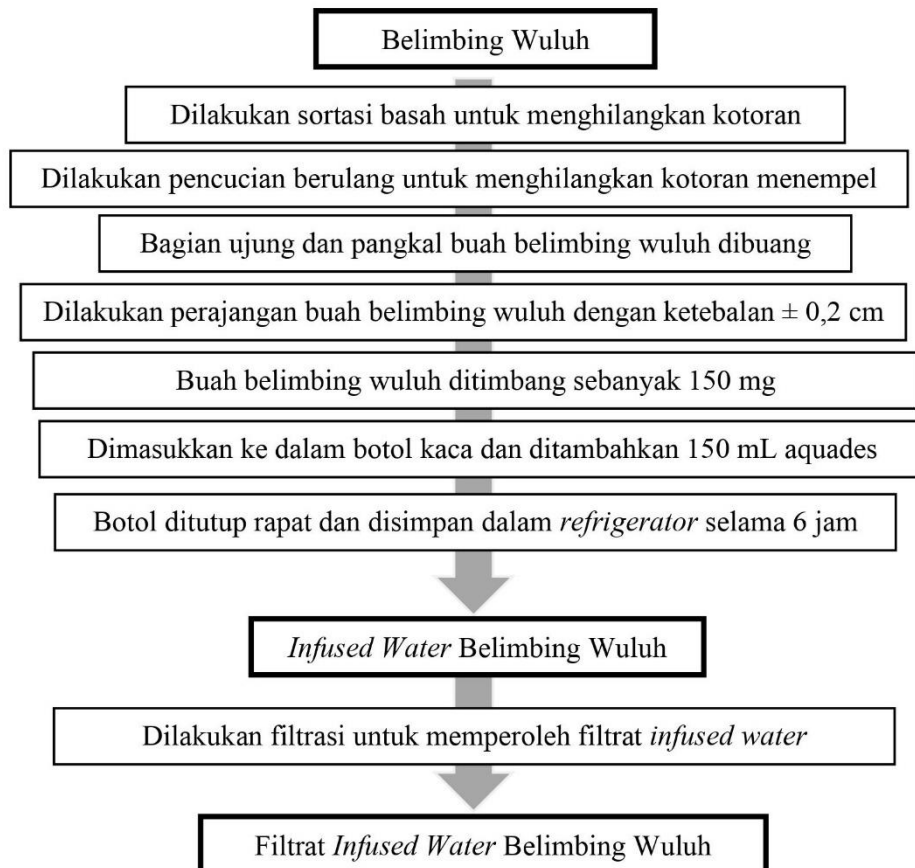 Belimbing Wuluh
Dilakukan sortasi basah untuk menghilangkan kotoran
Dilakukan pencucian berulang untuk menghilangkan kotoran menempel
Bagian ujung dan pangkal buah belimbing wuluh dibuang
Dilakukan perajangan buah belimbing wuluh dengan ketebalan ± 0,2 cm
Buah belimbing wuluh ditimbang sebanyak 150 mg
Dimasukkan ke dalam botol kaca dan ditambahkan 150 mL aquades
Botol ditutup rapat dan disimpan dalam refrigerator selama 6 jam
Infused Water Belimbing Wuluh
Dilakukan filtrasi untuk memperoleh filtrat infused water
Filtrat Infused Water Belimbing Wuluh